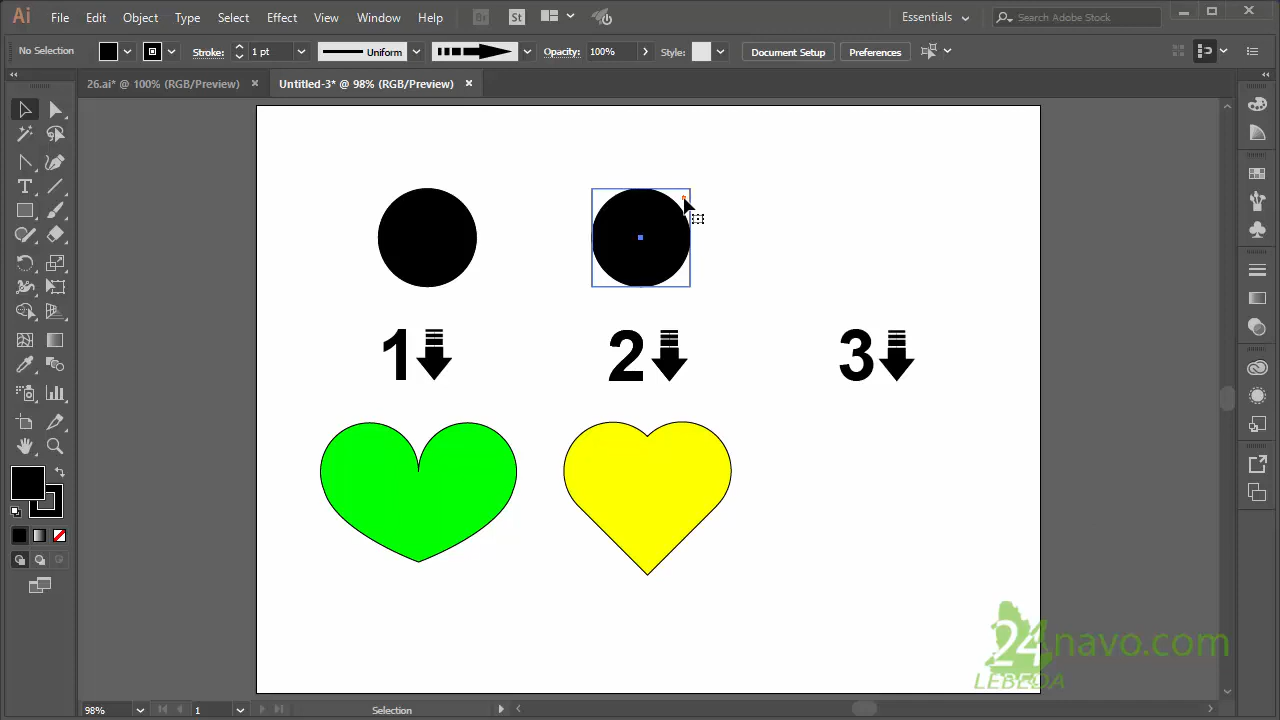 Ai File Edit Object Type Select Effect View Window Help Br St Essentials Search Adobe Stock
No Selection Stroke: 1 pt Uniform Opacity: 100% Style: Document Setup Preferences
26.ai* @ 100% (RGB/Preview) Untitled-3* @ 98% (RGB/Preview)
1 2 3
24navo.com
LEBEDA
98% 1 Selection